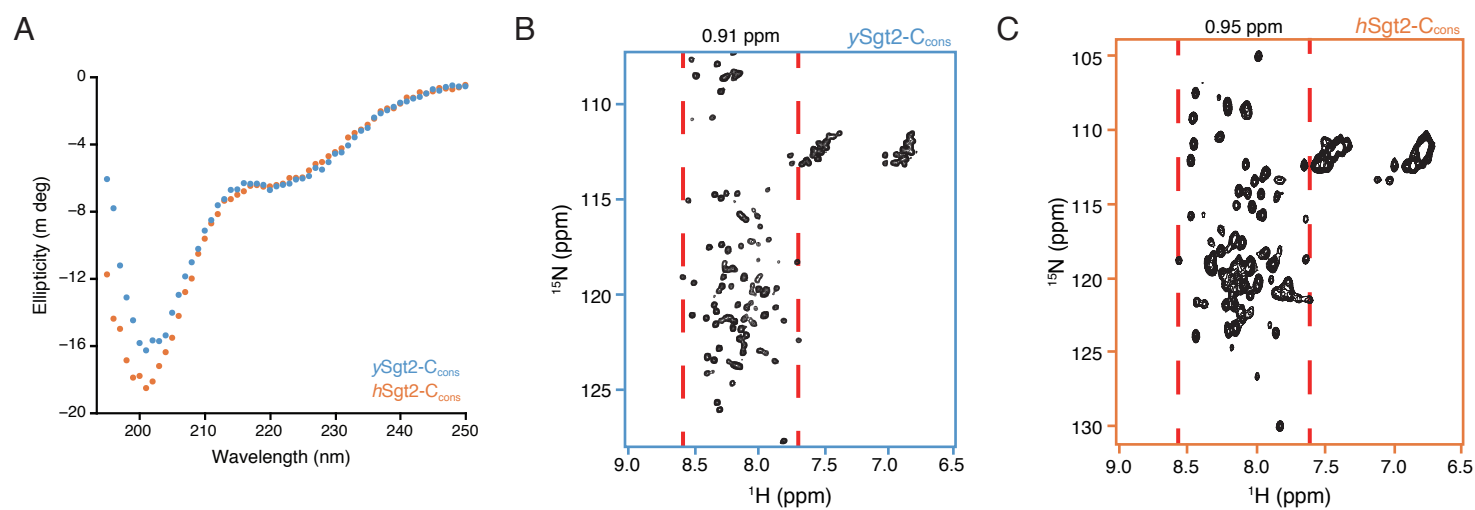 A
Ellipticity (m deg)
0
−4
−8
−12
−16
−20
200
210
220
230
240
250
Wavelength (nm)
ySgt2-Ccons
hSgt2-Ccons
B
0.91 ppm
ySgt2-Ccons
15N (ppm)
110
115
120
125
9.0
8.5
8.0
7.5
7.0
6.5
1H (ppm)
C
0.95 ppm
hSgt2-Ccons
15N (ppm)
105
110
115
120
125
130
9.0
8.5
8.0
7.5
7.0
6.5
1H (ppm)